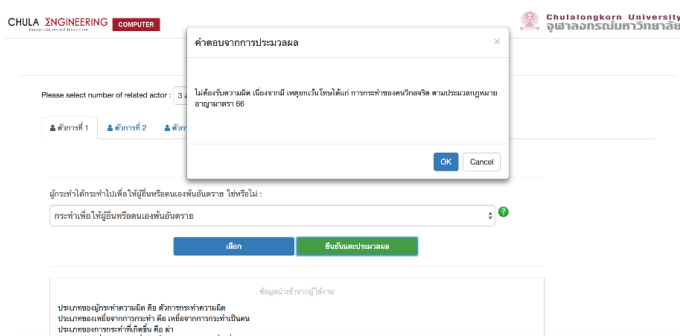 CHULA ΣNGINEERING COMPUTER
Chulalongkorn University
จุฬาลงกรณ์มหาวิทยาลัย
คำตอบจากการประมวลผล ×
Please select number of related actor : 3
ไม่ต้องรับความผิด เนื่องจากมี เหตุยกเว้นโทษได้แก่ การกระทำของคนวิกลจริต ตามประมวลกฎหมาย
อาญามาตรา 66
ตัวการที่ 1 ตัวการที่ 2
OK Cancel
ผู้กระทำได้กระทำไปเพื่อให้ผู้อื่นหรือตนเองพ้นอันตราย ใช่หรือไม่ :
กระทำเพื่อให้ผู้อื่นหรือตนเองพ้นอันตราย
เลือก ยืนยันและประมวลผล
ข้อมูลนำเข้าจากผู้ใช้งาน
ประเภทของผู้กระทำความผิด คือ ตัวการกระทำความผิด
ประเภทของเหยื่อจากการกระทำ คือ เหยื่อจากการกระทำเป็นคน
ประเภทของการกระทำที่เกิดขึ้น คือ ฆ่า